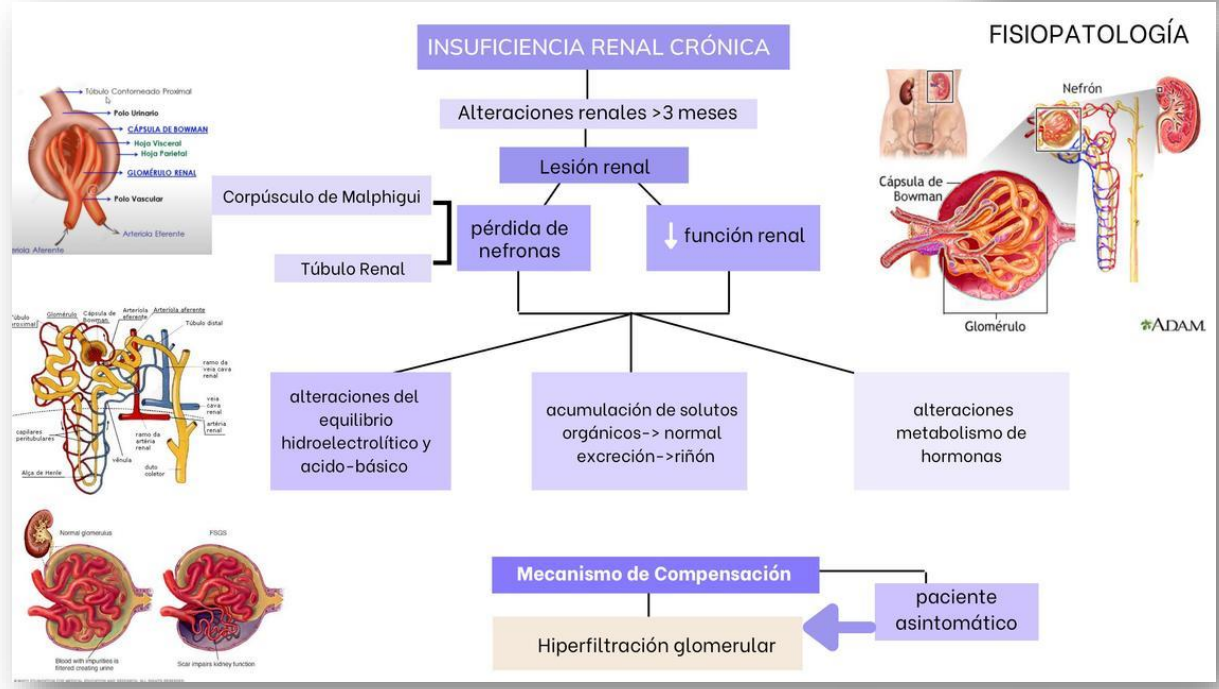 FISIOPATOLOGÍA
INSUFICIENCIA RENAL CRÓNICA
Alteraciones renales >3 meses
Lesión renal
Corpúsculo de Malphigui
Túbulo Renal
pérdida de
nefronas
↓ función renal
alteraciones del
equilibrio
hidroelectrolítico y
acido-básico
acumulación de solutos
orgánicos-> normal
excreción->riñón
alteraciones
metabolismo de
hormonas
Mecanismo de Compensación
Hiperfiltración glomerular
paciente
asintomático
Túbulo Contorneado Proximal
Polo Urinario
CÁPSULA DE BOWMAN
Hoja Visceral
Hoja Parietal
GLOMÉRULO RENAL
Polo Vascular
Arteriola Eferente
eriola Aferente
Nefrón
Cápsula de
Bowman
Glomérulo
ADAM
Glomérulo
Cápsula de
Bowman
Arteríola
eferente
Arteríola aferente
Túbulo
proximal
Túbulo distal
ramo da
veia cava
renal
veia
cava
renal
artéria
renal
capilares
peritubulares
ramo da
artéria
renal
vênula
Alça de Henle
duto
coletor
Normal glomerulus
FSGS
Blood with impurities is
filtered creating urine
Scar impairs kidney function